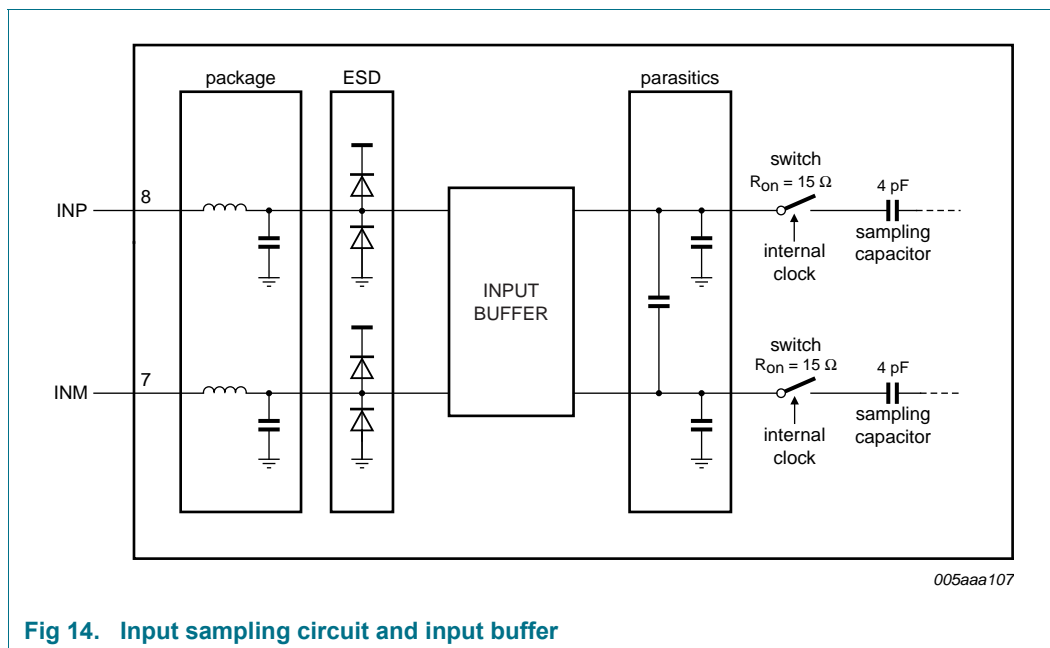 package
ESD
parasitics
switch
Ron = 15 Ω
4 pF
INP
8
internal
clock
sampling
capacitor
INPUT
BUFFER
switch
Ron = 15 Ω
4 pF
INM
7
internal
clock
sampling
capacitor
005aaa107
Fig 14. Input sampling circuit and input buffer